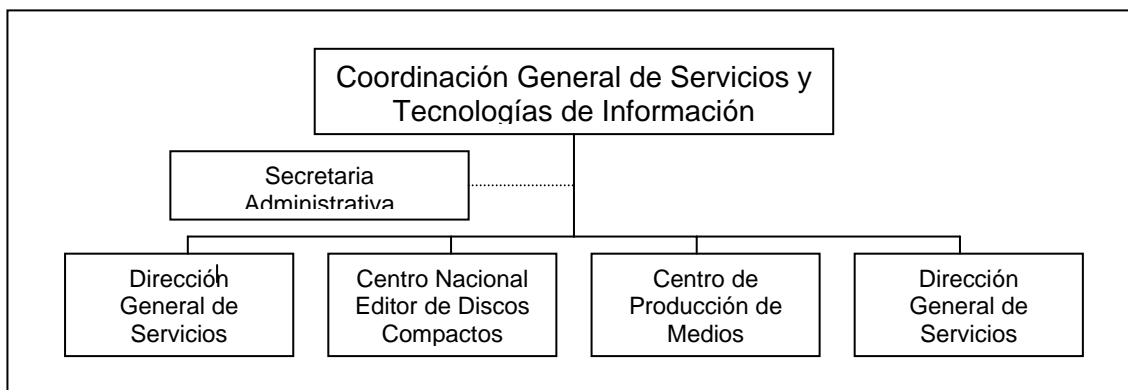 Coordinación General de Servicios y
Tecnologías de Información
Secretaria
Administrativa
Dirección
General de
Servicios
Centro Nacional
Editor de Discos
Compactos
Centro de
Producción de
Medios
Dirección
General de
Servicios